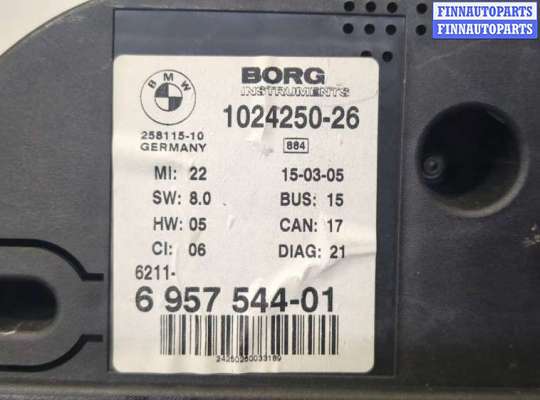 FINNAUTOPARTS
FINNAUTOPARTS
BMW
BORG
INSTRUMENTS
1024250-26
258115-10
GERMANY
884
MI: 22
15-03-05
SW: 8.0
BUS: 15
HW: 05
CAN: 17
CI: 06
DIAG: 21
6211-
6 957 544-01
24250260033189